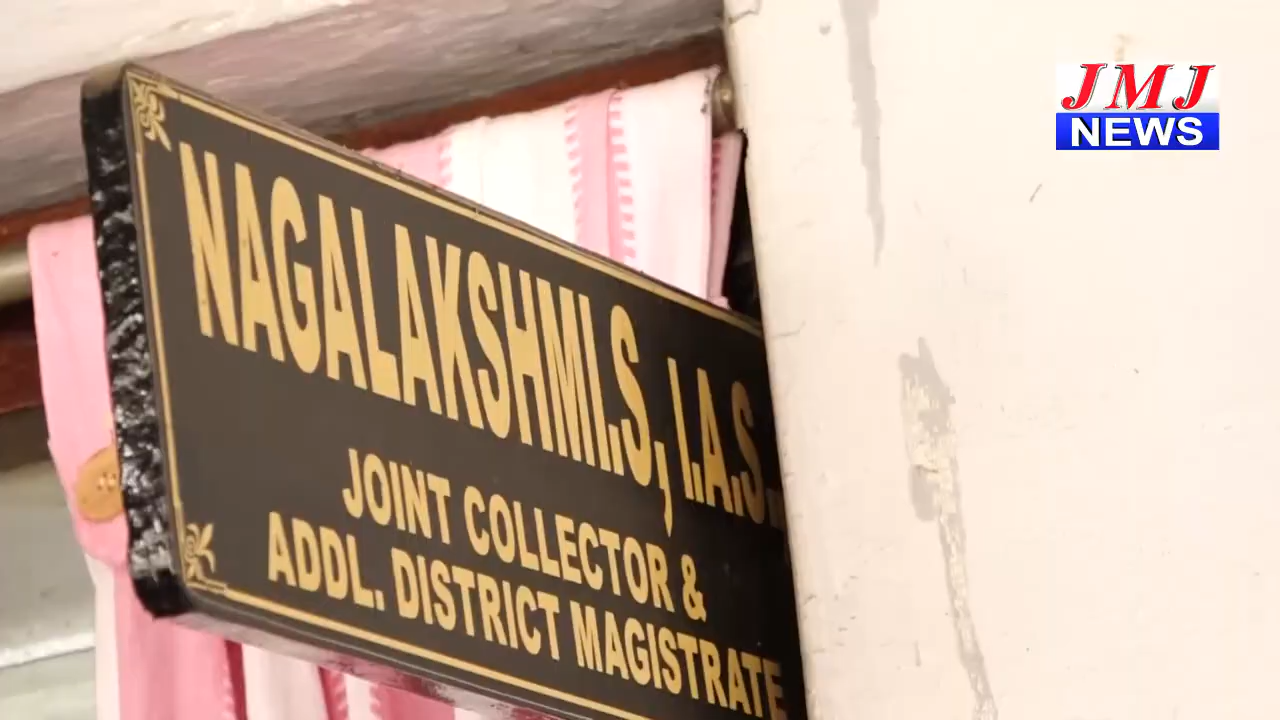 JMJ
NEWS
NAGALAKSHMI.S, I.A.S.,
JOINT COLLECTOR &
ADDL. DISTRICT MAGISTRATE